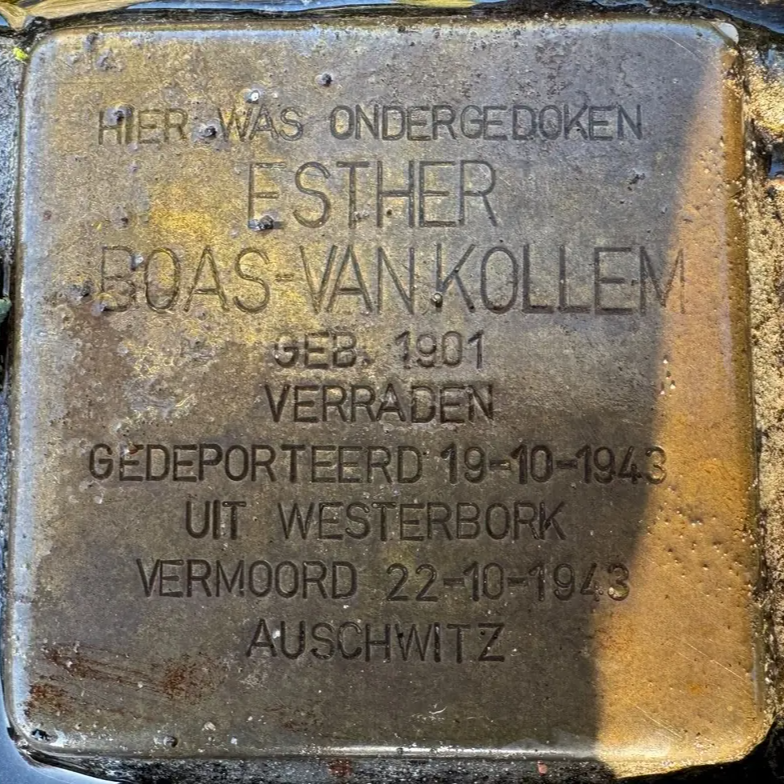 HIER WAS ONDERGEDOKEN
ESTHER
BOAS-VAN KOLLEM
GEB. 1901
VERRADEN
GEDEPORTEERD 19-10-1943
UIT WESTERBORK
VERMOORD 22-10-1943
AUSCHWITZ